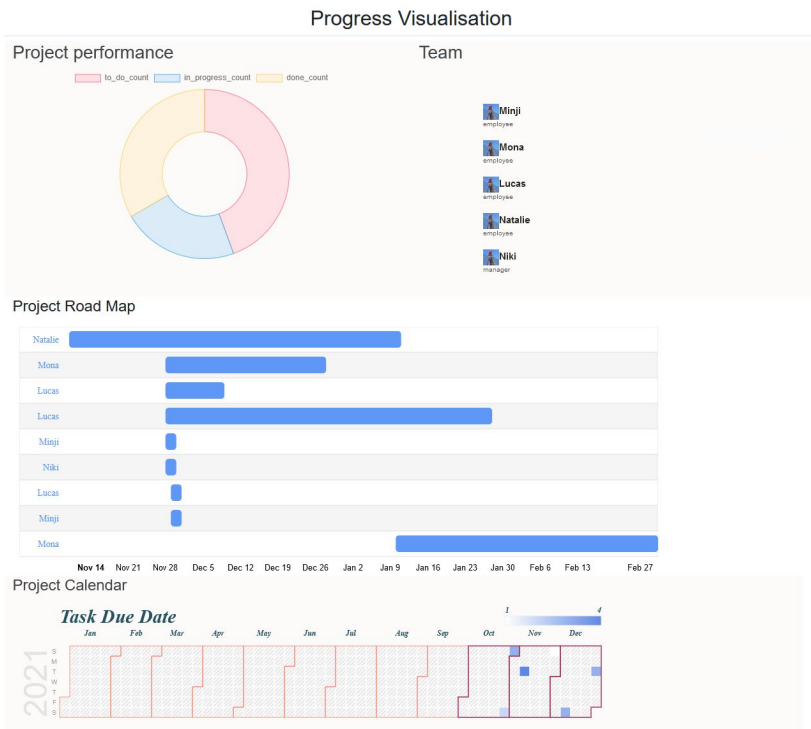 Progress Visualisation
Project performance
Team
to_do_count in_progress_count done_count
Minji
employee
Mona
employee
Lucas
employee
Natalie
employee
Niki
manager
Project Road Map
Natalie
Mona
Lucas
Lucas
Minji
Niki
Lucas
Minji
Mona
Nov 14 Nov 21 Nov 28 Dec 5 Dec 12 Dec 19 Dec 26 Jan 2 Jan 9 Jan 16 Jan 23 Jan 30 Feb 6 Feb 13 Feb 27
Project Calendar
Task Due Date
1 4
Jan Feb Mar Apr May Jun Jul Aug Sep Oct Nov Dec
2021
S
M
T
W
T
F
S